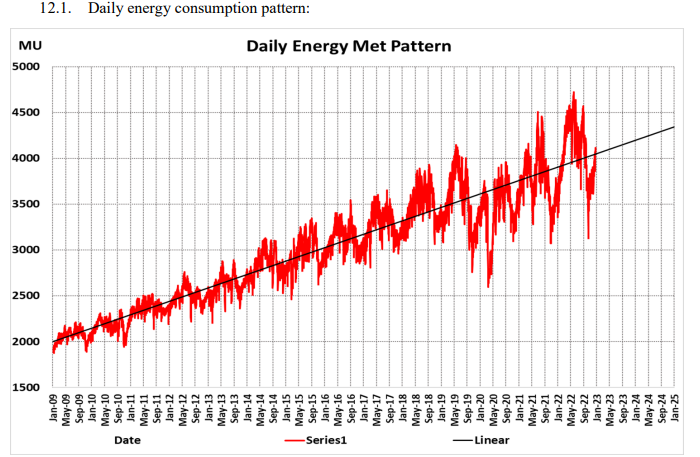 12.1. Daily energy consumption pattern:
MU
Daily Energy Met Pattern
5000
4500
4000
3500
3000
2500
2000
1500
Jan-09
May-09
Sep-09
Jan-10
May-10
Sep-10
Jan-11
May-11
Sep-11
Jan-12
May-12
Sep-12
Jan-13
May-13
Sep-13
Jan-14
May-14
Sep-14
Jan-15
May-15
Sep-15
Jan-16
May-16
Sep-16
Jan-17
May-17
Sep-17
Jan-18
May-18
Sep-18
Jan-19
May-19
Sep-19
Jan-20
May-20
Sep-20
Jan-21
May-21
Sep-21
Jan-22
May-22
Sep-22
Jan-23
May-23
Sep-23
Jan-24
May-24
Sep-24
Jan-25
Date
Series1
Linear